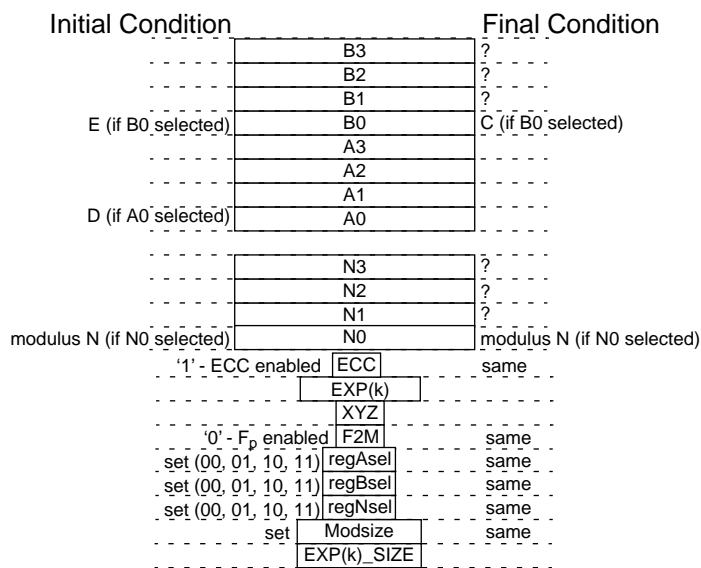 Initial Condition Final Condition
B3 ?
B2 ?
B1 ?
E (if B0 selected) B0 C (if B0 selected)
A3
A2
A1
D (if A0 selected) A0
N3 ?
N2 ?
N1 ?
modulus N (if N0 selected) N0 modulus N (if N0 selected)
‘1’ - ECC enabled ECC same
EXP(k)
XYZ
‘0’ - Fp enabled F2M same
set (00, 01, 10, 11) regAsel same
set (00, 01, 10, 11) regBsel same
set (00, 01, 10, 11) regNsel same
set Modsize same
EXP(k)_SIZE